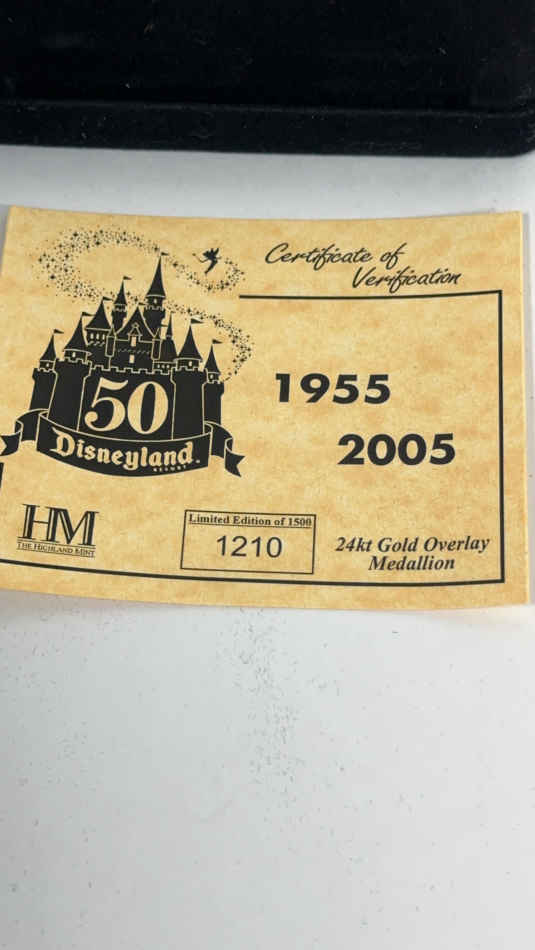 Certificate of
Verification
1955
2005
50
Disneyland
RESORT
HM
THE HIGHLAND MINT
Limited Edition of 1500
1210
24kt Gold Overlay
Medallion